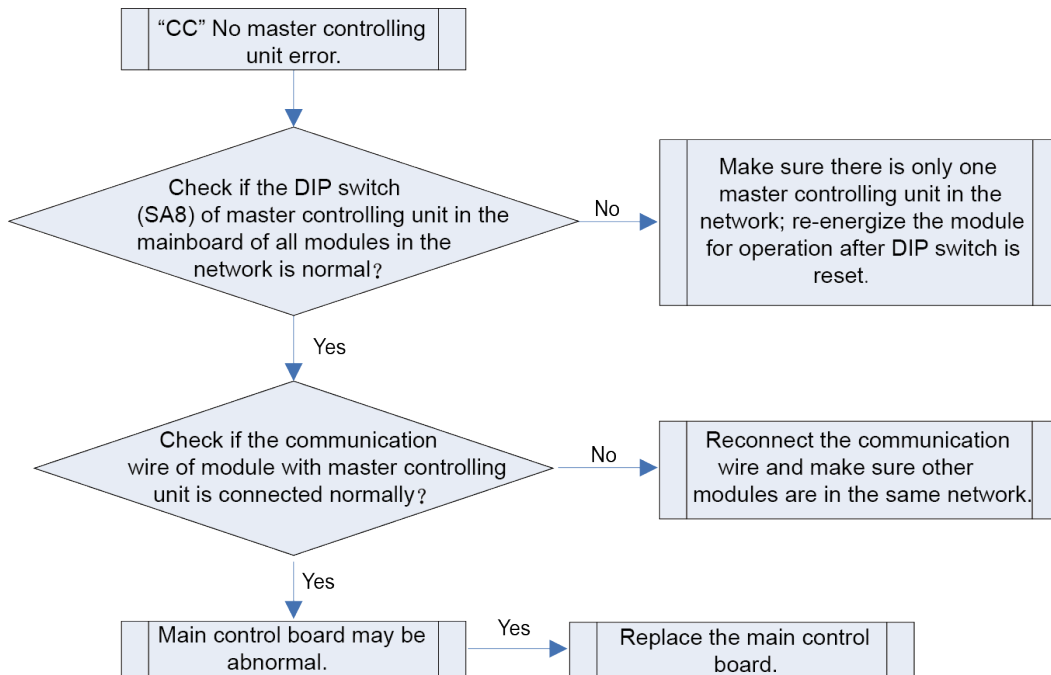 “CC” No master controlling
unit error.
Check if the DIP switch
(SA8) of master controlling unit in the
mainboard of all modules in the
network is normal？
No
Make sure there is only one
master controlling unit in the
network; re-energize the module
for operation after DIP switch is
reset.
Yes
Check if the communication
wire of module with master controlling
unit is connected normally？
No
Reconnect the communication
wire and make sure other
modules are in the same network.
Yes
Main control board may be
abnormal.
Yes
Replace the main control
board.